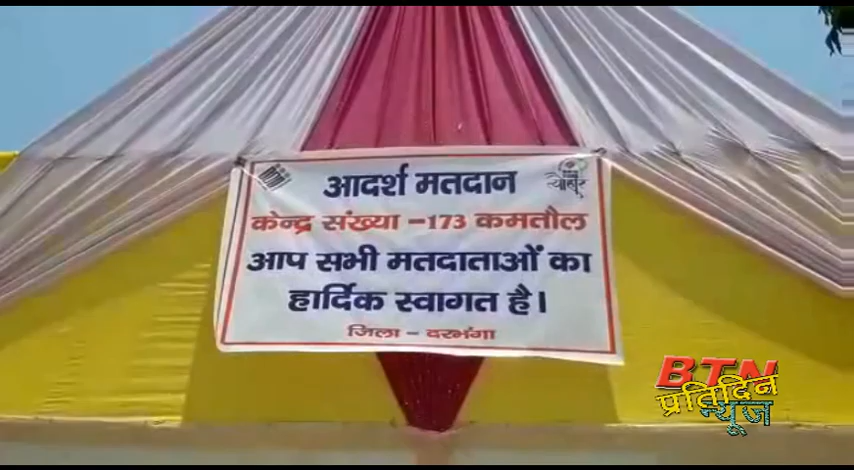 आदर्श मतदान
केन्द्र संख्या -173 कमतौल
आप सभी मतदाताओं का
हार्दिक स्वागत है।
जिला - दरभंगा
BTN
प्रतिदिन
न्यूज